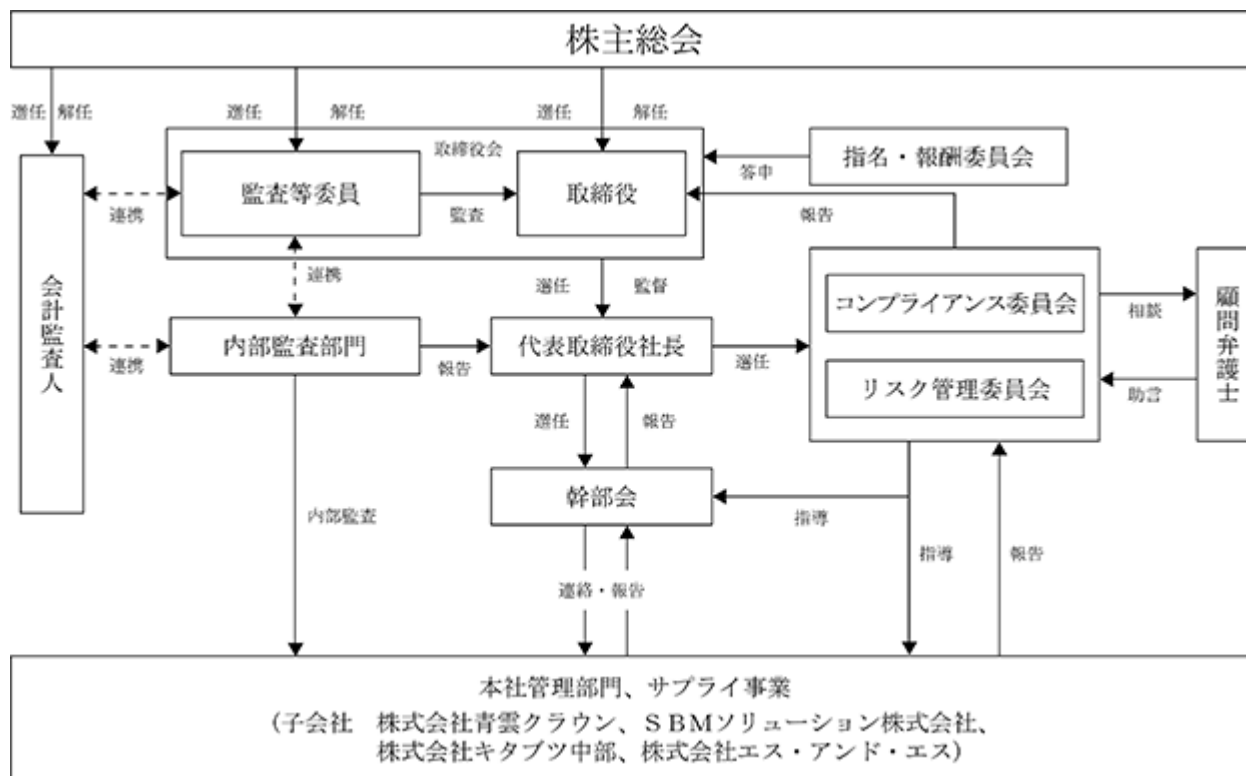 株主総会
選任 解任
選任 解任
選任 解任
取締役会
監査等委員
監査
取締役
答申
指名・報酬委員会
報告
連携
連携
会計監査人
選任 監督
コンプライアンス委員会
リスク管理委員会
相談
助言
顧問弁護士
連携
内部監査部門
報告
代表取締役社長
選任
選任 報告
幹部会
指導
内部監査
連絡・報告
指導
報告
本社管理部門、サプライ事業
(子会社 株式会社青雲クラウン、SBMソリューション株式会社、
株式会社キタブツ中部、株式会社エス・アンド・エス)